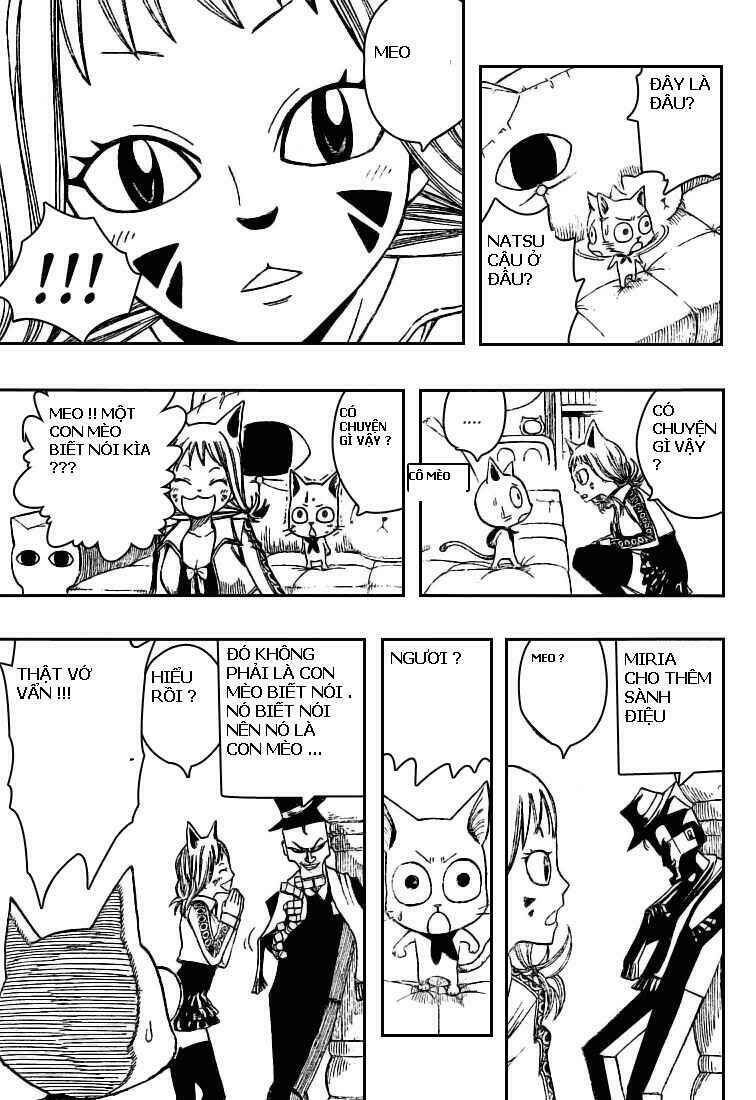 ĐÂY LÀ
ĐÂU?
NATSU
CẬU Ở
ĐÂU?
MEO
!!!
CÓ
CHUYỆN
GÌ VẬY
?
.....
CÔ MÈO
CÓ
CHUYỆN
GÌ VẬY ?
MEO !! MỘT
CON MÈO
BIẾT NÓI KÌA
???
MIRIA
CHO THÊM
SÀNH
ĐIỆU
MEO ?
NGƯƠI ?
ĐÓ KHÔNG
PHẢI LÀ CON
MÈO BIẾT NÓI .
NÓ BIẾT NÓI
NÊN NÓ LÀ
CON MÈO ...
HIỂU
RỒI ?
THẬT VỚ
VẨN !!!